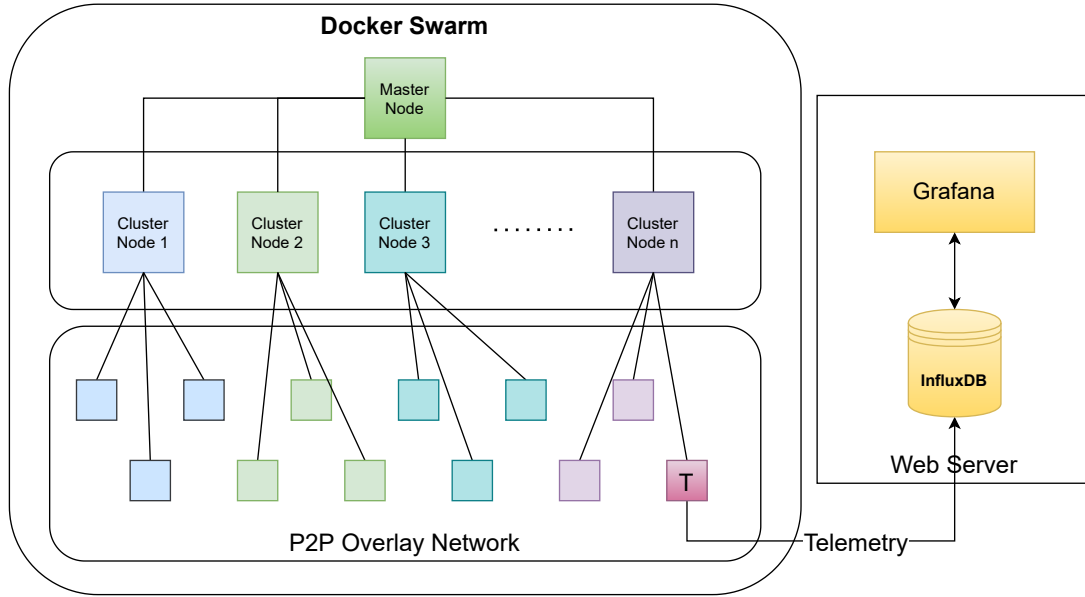 Docker Swarm
Master
Node
Cluster
Node 1
Cluster
Node 2
Cluster
Node 3
........
Cluster
Node n
T
P2P Overlay Network
Telemetry
Grafana
InfluxDB
Web Server